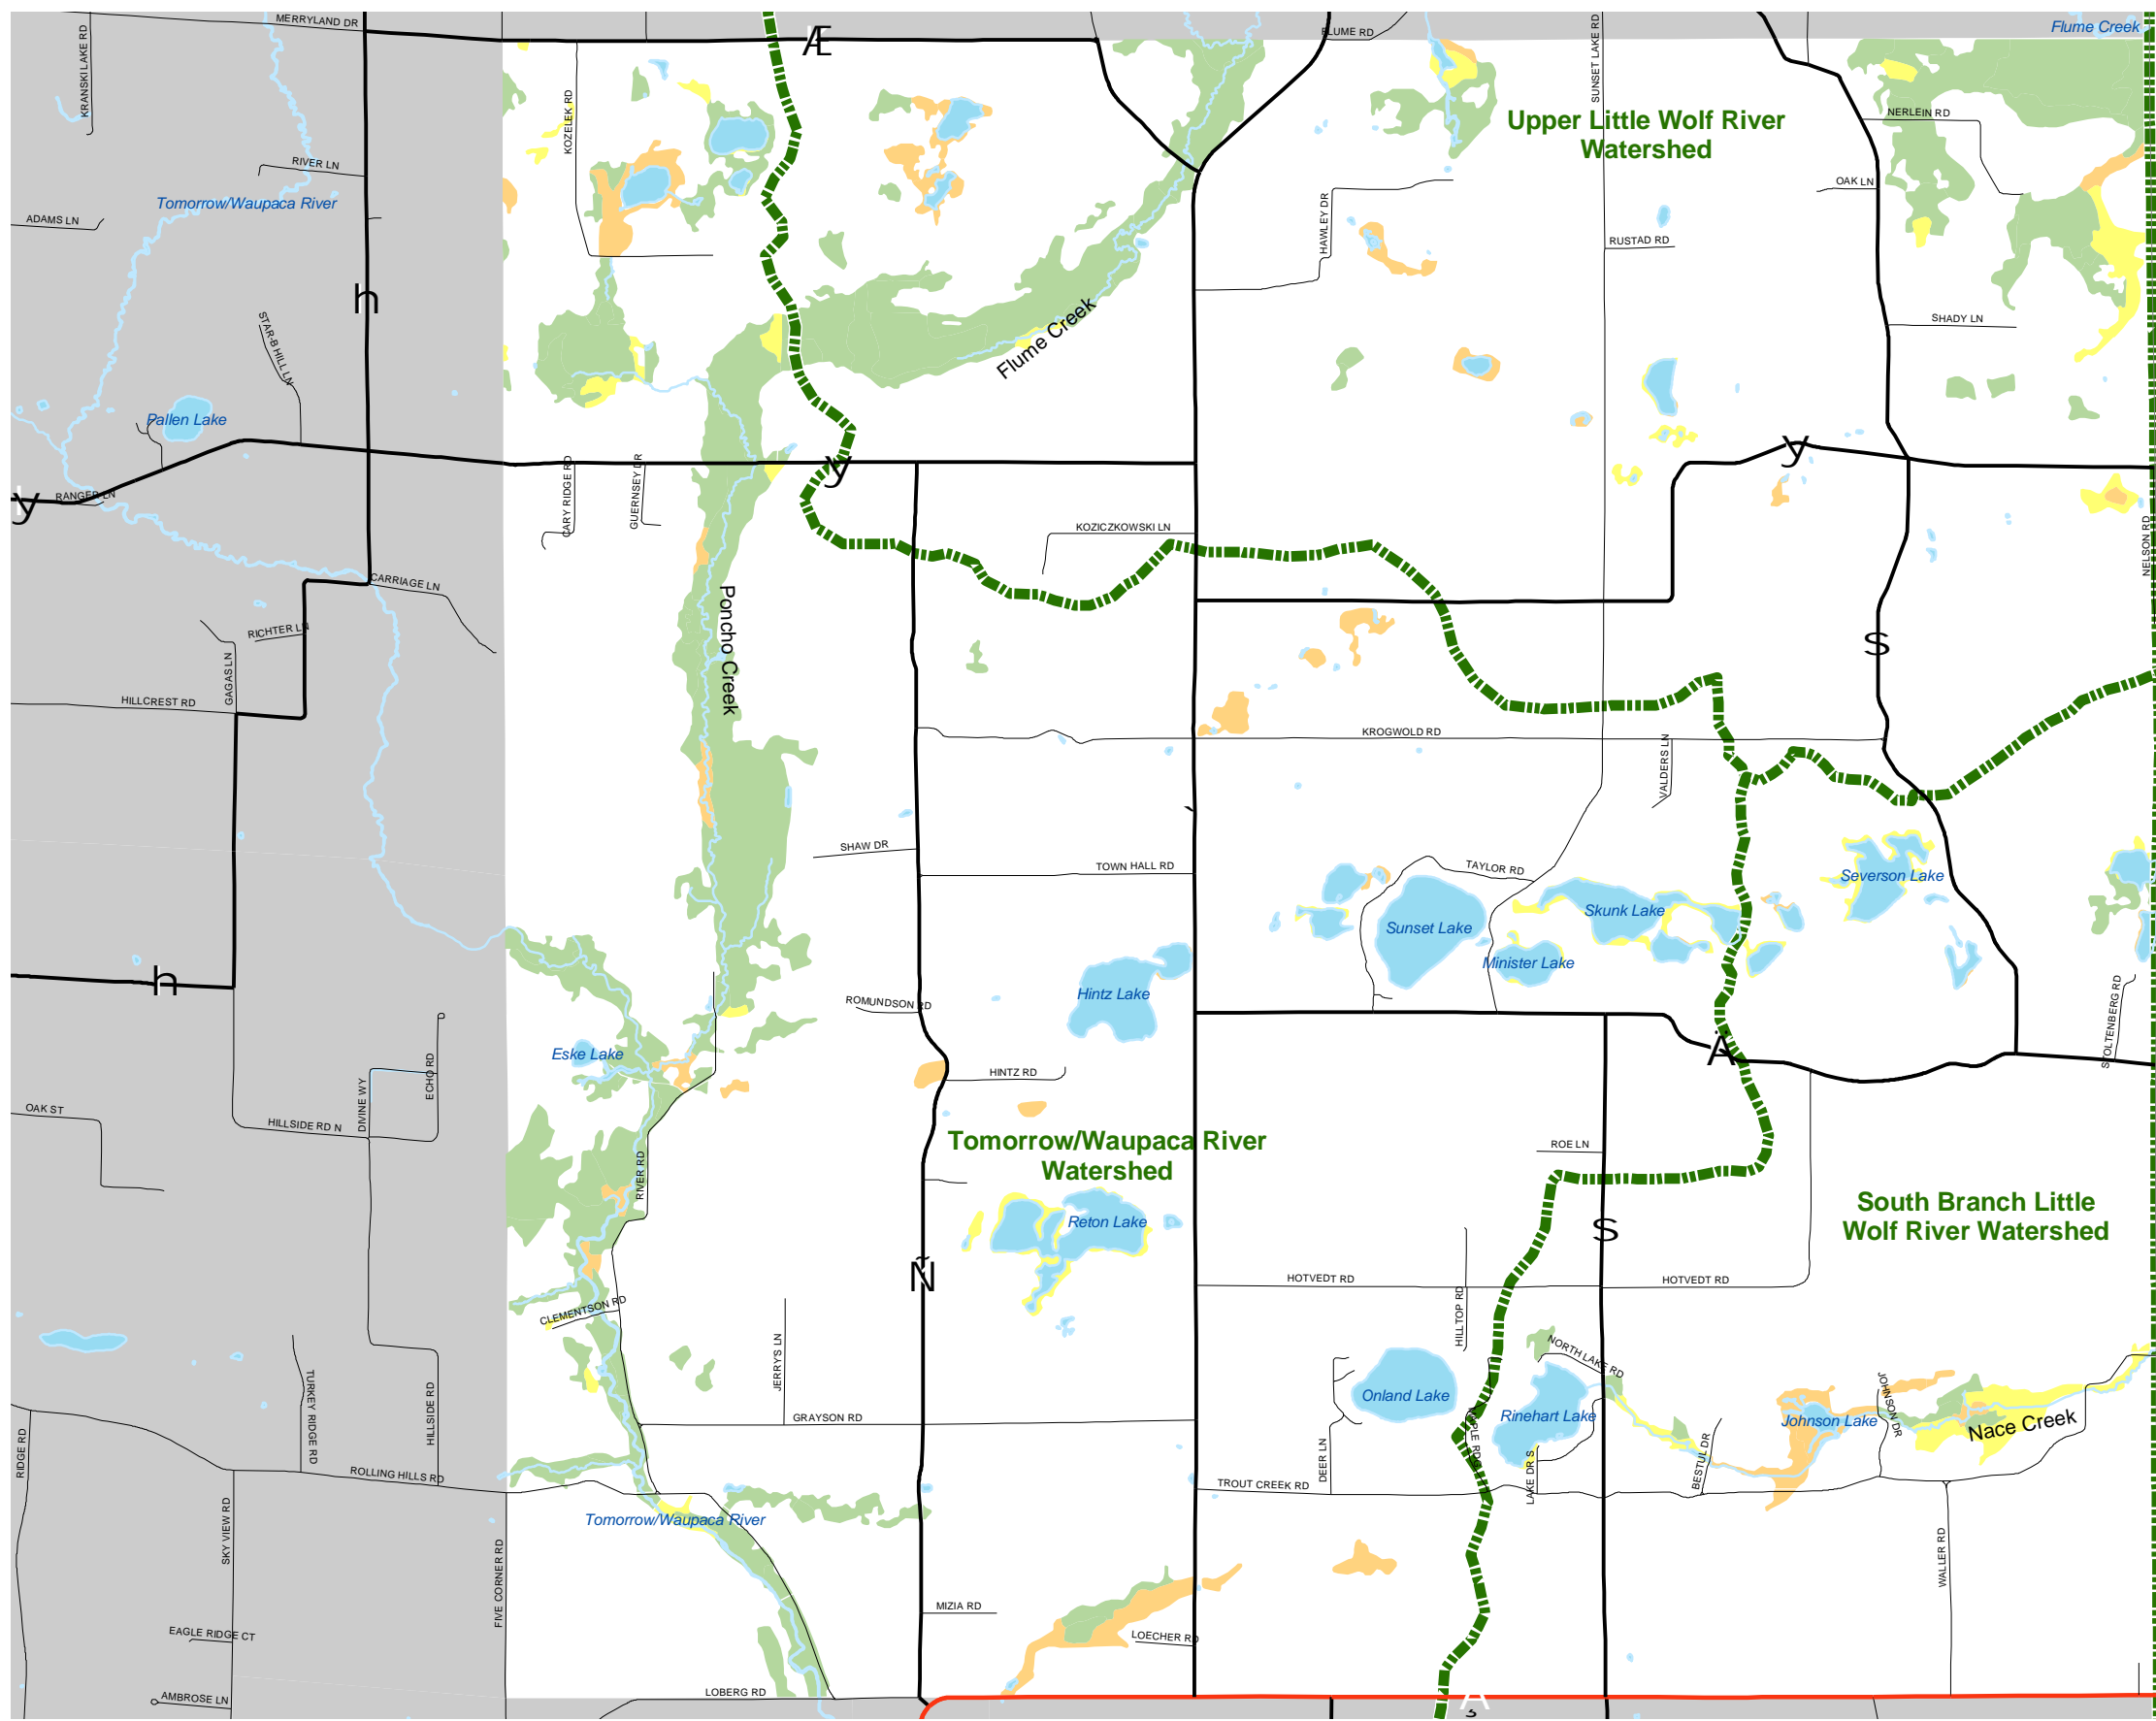 MERRYLAND DR
Æ
FLUME RD
SUNSET LAKE RD
Flume Creek
KRANSKI LAKE RD
KOZELEK RD
Upper Little Wolf River
Watershed
NERLEIN RD
RIVER LN
OAK LN
Tomorrow/Waupaca River
ADAMS LN
HAWLEY DR
RUSTAD RD
h
STAR-B HILL LN
Flume Creek
SHADY LN
Pallen Lake
y
y
y
RANGER LN
CARY RIDGE RD
GUERNSEY DR
KOZICZKOWSKI LN
NELSON RD
CARRIAGE LN
Poncho Creek
RICHTER LN
GAGAS LN
S
HILLCREST RD
KROGWOLD RD
VALDERS LN
`
SHAW DR
TOWN HALL RD
TAYLOR RD
Severson Lake
Skunk Lake
Sunset Lake
Minister Lake
h
Hintz Lake
ROMUNDSON RD
STOLTENBERG RD
Eske Lake
ECHO RD
HINTZ RD
DIVINE WY
OAK ST
HILLSIDE RD N
Tomorrow/Waupaca River
Watershed
ROE LN
RIVER RD
Reton Lake
S
South Branch Little
Wolf River Watershed
Ñ
HOTVEDT RD
HOTVEDT RD
CLEMENTSON RD
HILLTOP RD
JERRYS LN
NORTH LAKE RD
TURKEY RIDGE RD
HILLSIDE RD
Onland Lake
Rinehart Lake
JOHNSON DR
Johnson Lake
Nace Creek
GRAYSON RD
RIDGE RD
DEER LN
BESTUL DR
ROLLING HILLS RD
TROUT CREEK RD
LAKE DR S
SKY VIEW RD
Tomorrow/Waupaca River
FIVE CORNER RD
WALLER RD
MIZIA RD
EAGLE RIDGE CT
LOECHER RD
AMBROSE LN
LOBERG RD